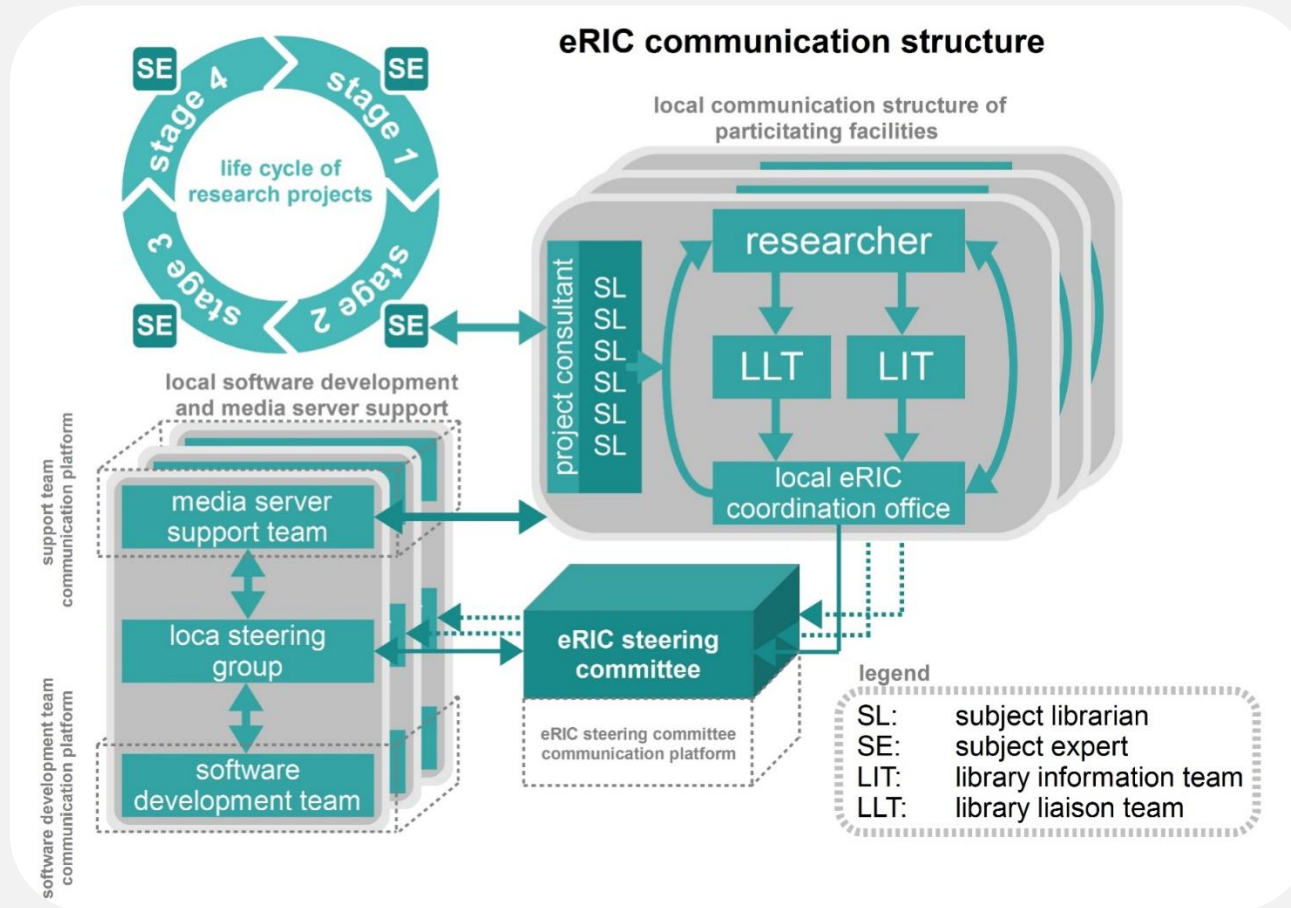 eRIC communication structure
SE
SE
stage 4
stage 1
life cycle of
research projects
stage 3
stage 2
SE
SE
local communication structure of
particitating facilities
project consultant
SL
SL
SL
SL
SL
SL
researcher
LLT
LIT
local eRIC
coordination office
local software development
and media server support
support team
communication platform
media server
support team
loca steering
group
software development team
communication platform
software
development team
eRIC steering
committee
eRIC steering committee
communication platform
legend
SL: subject librarian
SE: subject expert
LIT: library information team
LLT: library liaison team